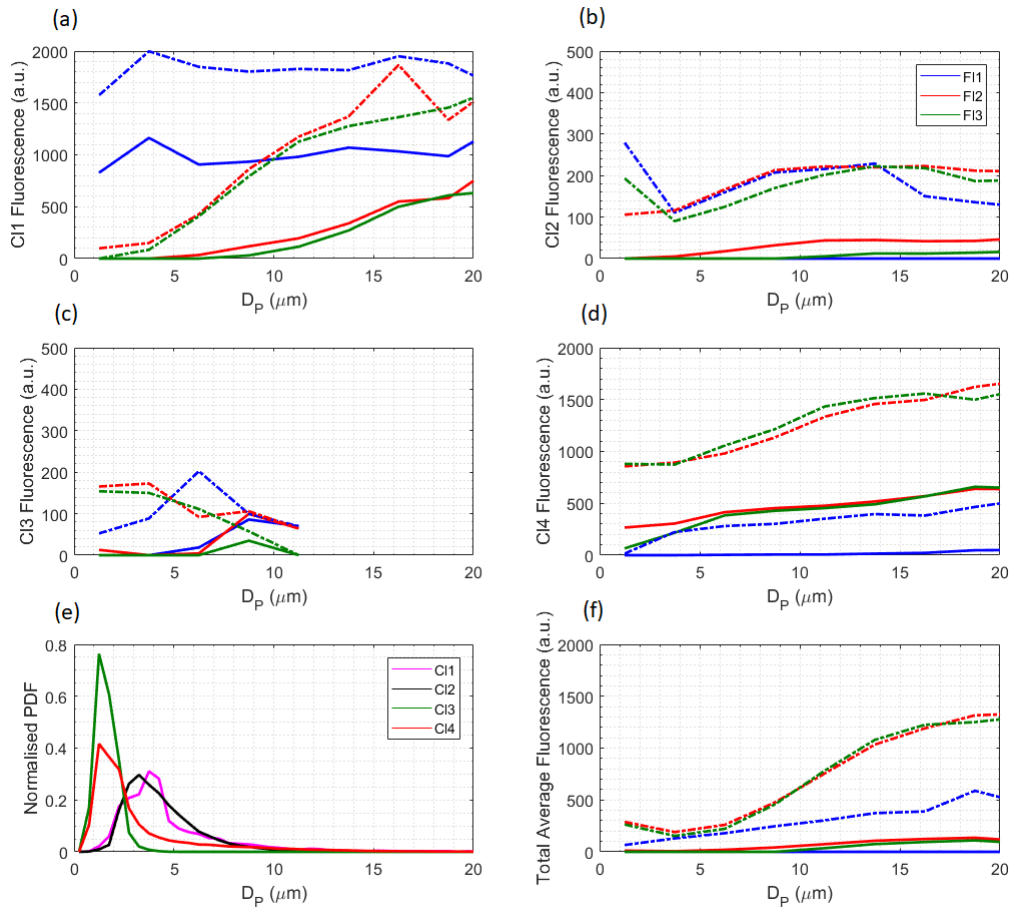 (a)
Cl1 Fluorescence (a.u.)
2000
1500
1000
500
0
0 5 10 15 20
D_P (μm)
(b)
Cl2 Fluorescence (a.u.)
500
400
300
200
100
0
Fl1
Fl2
Fl3
0 5 10 15 20
D_P (μm)
(c)
Cl3 Fluorescence (a.u.)
500
400
300
200
100
0
0 5 10 15 20
D_P (μm)
(d)
Cl4 Fluorescence (a.u.)
2000
1500
1000
500
0
0 5 10 15 20
D_P (μm)
(e)
Normalised PDF
0.8
0.6
0.4
0.2
0
Cl1
Cl2
Cl3
Cl4
0 5 10 15 20
D_P (μm)
(f)
Total Average Fluorescence (a.u.)
2000
1500
1000
500
0
0 5 10 15 20
D_P (μm)